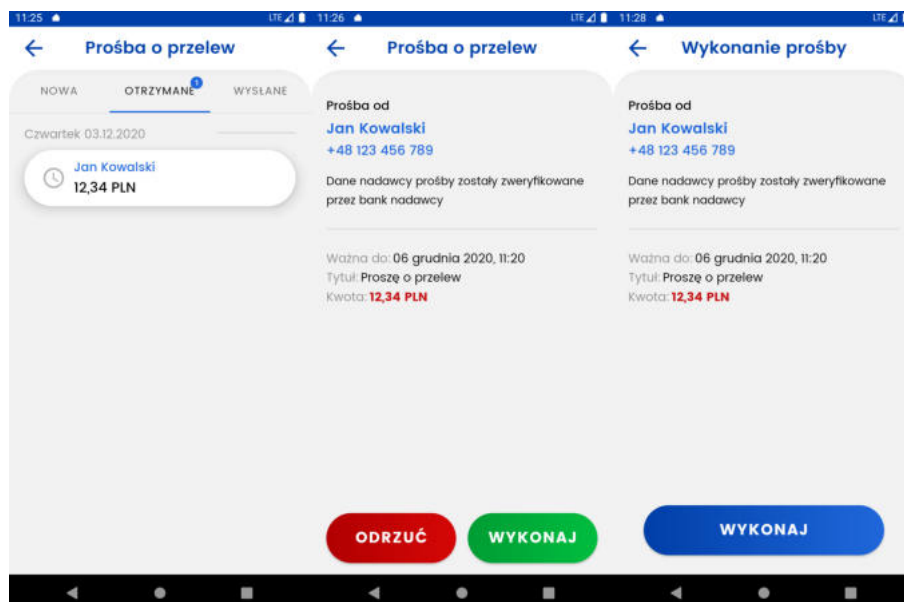 11:25 LTE
Prośba o przelew
NOWA OTRZYMANE 1 WYSŁANE
Czwartek 03.12.2020
Jan Kowalski
12,34 PLN
11:26 LTE
Prośba o przelew
Prośba od
Jan Kowalski
+48 123 456 789
Dane nadawcy prośby zostały zweryfikowane
przez bank nadawcy
Ważna do: 06 grudnia 2020, 11:20
Tytuł: Proszę o przelew
Kwota: 12,34 PLN
ODRZUĆ WYKONAJ
11:28 LTE
Wykonanie prośby
Prośba od
Jan Kowalski
+48 123 456 789
Dane nadawcy prośby zostały zweryfikowane
przez bank nadawcy
Ważna do: 06 grudnia 2020, 11:20
Tytuł: Proszę o przelew
Kwota: 12,34 PLN
WYKONAJ